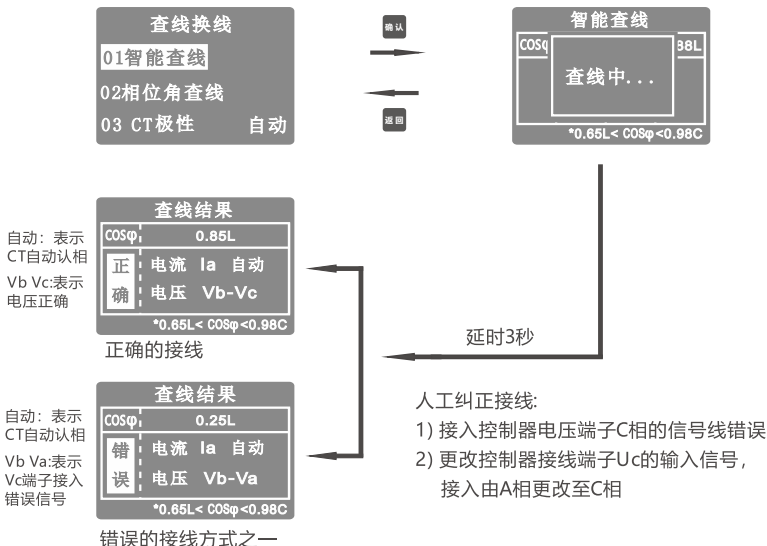 查线换线
01智能查线
02相位角查线
03 CT极性 自动
确认
返回
智能查线
COSφ 88L
查线中...
*0.65L< COSφ<0.98C
自动：表示
CT自动认相
Vb Vc:表示
电压正确
查线结果
COSφ 0.85L
正确
电流 Ia 自动
电压 Vb-Vc
*0.65L< COSφ<0.98C
正确的接线
延时3秒
自动：表示
CT自动认相
Vb Va:表示
Vc端子接入
错误信号
查线结果
COSφ 0.25L
错误
电流 Ia 自动
电压 Vb-Va
*0.65L< COSφ<0.98C
错误的接线方式之一
人工纠正接线:
1) 接入控制器电压端子C相的信号线错误
2) 更改控制器接线端子Uc的输入信号，
接入由A相更改至C相